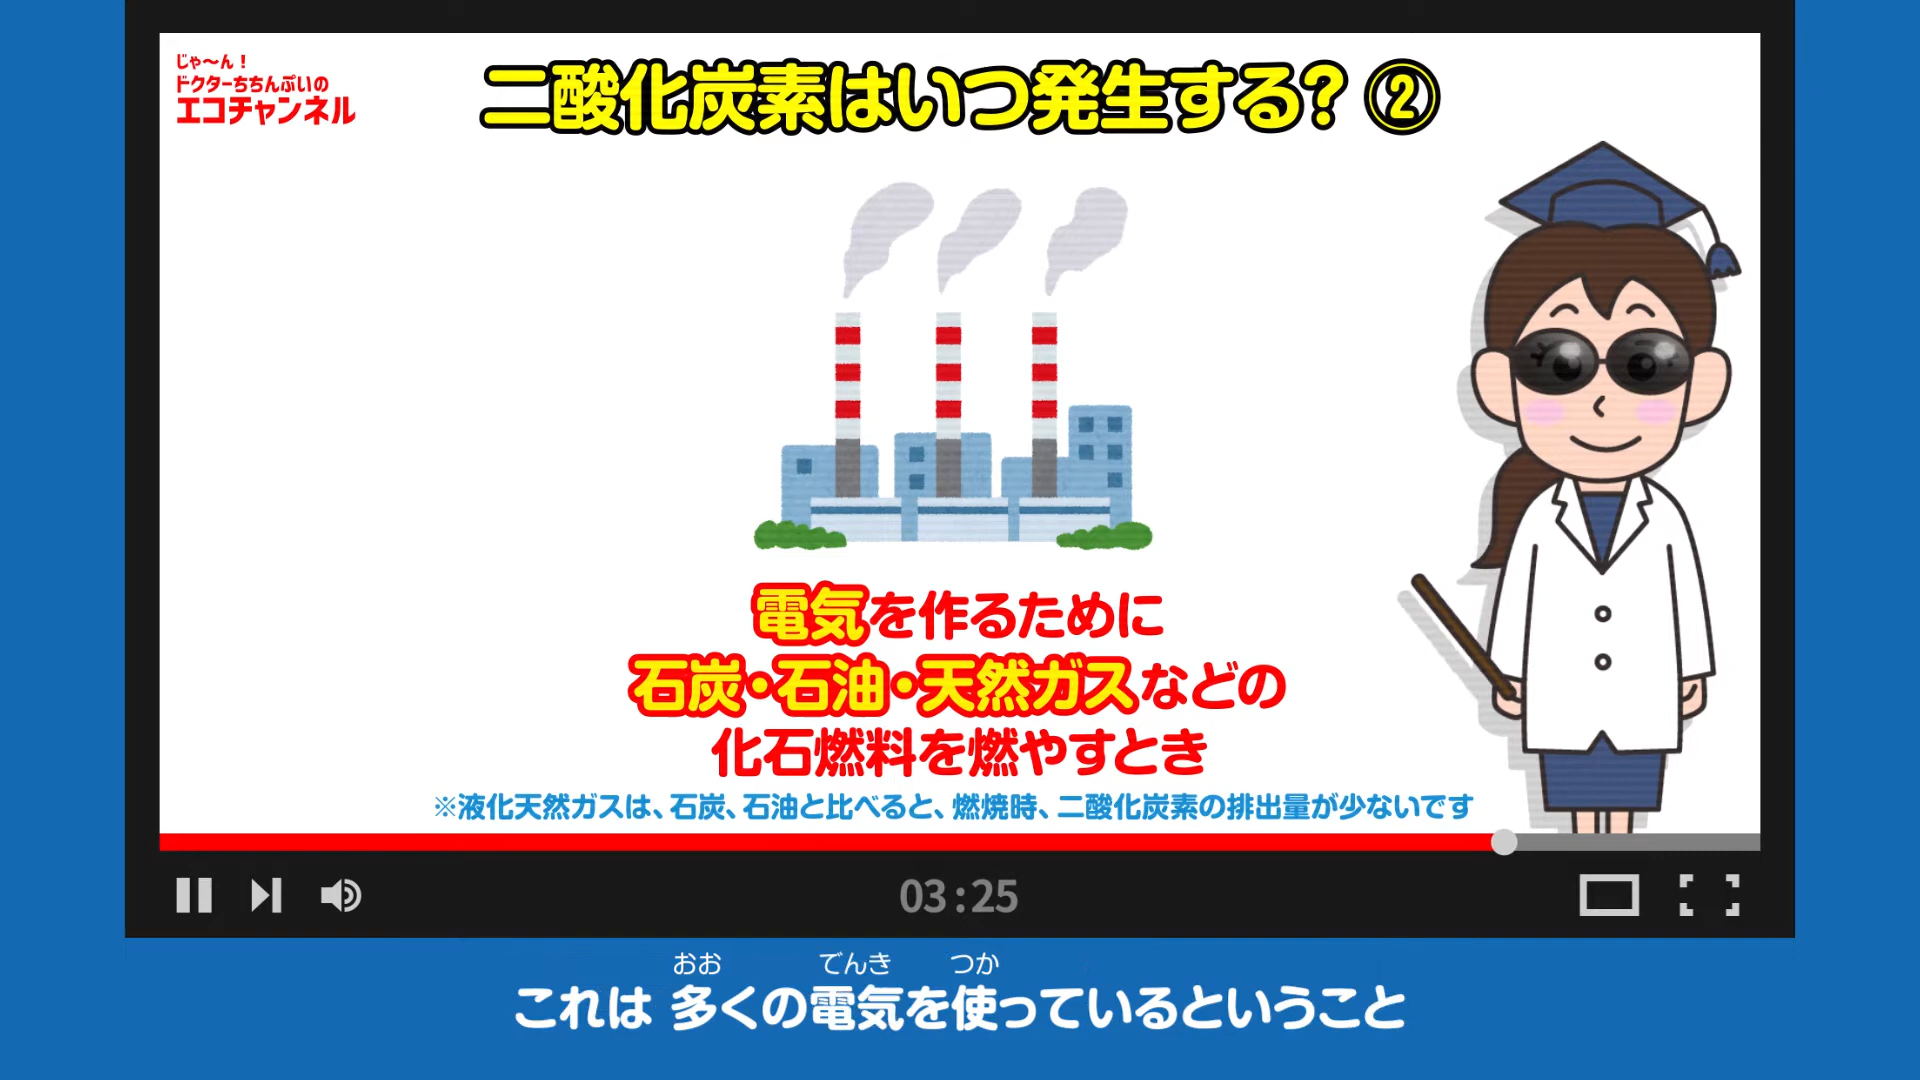 じゃ〜ん！
ドクターちちんぷいの
エコチャンネル
二酸化炭素はいつ発生する？②
電気を作るために
石炭・石油・天然ガスなどの
化石燃料を燃やすとき
※液化天然ガスは、石炭、石油と比べると、燃焼時、二酸化炭素の排出量が少ないです
03:25
おお でんき つか
これは 多くの電気を使っているということ